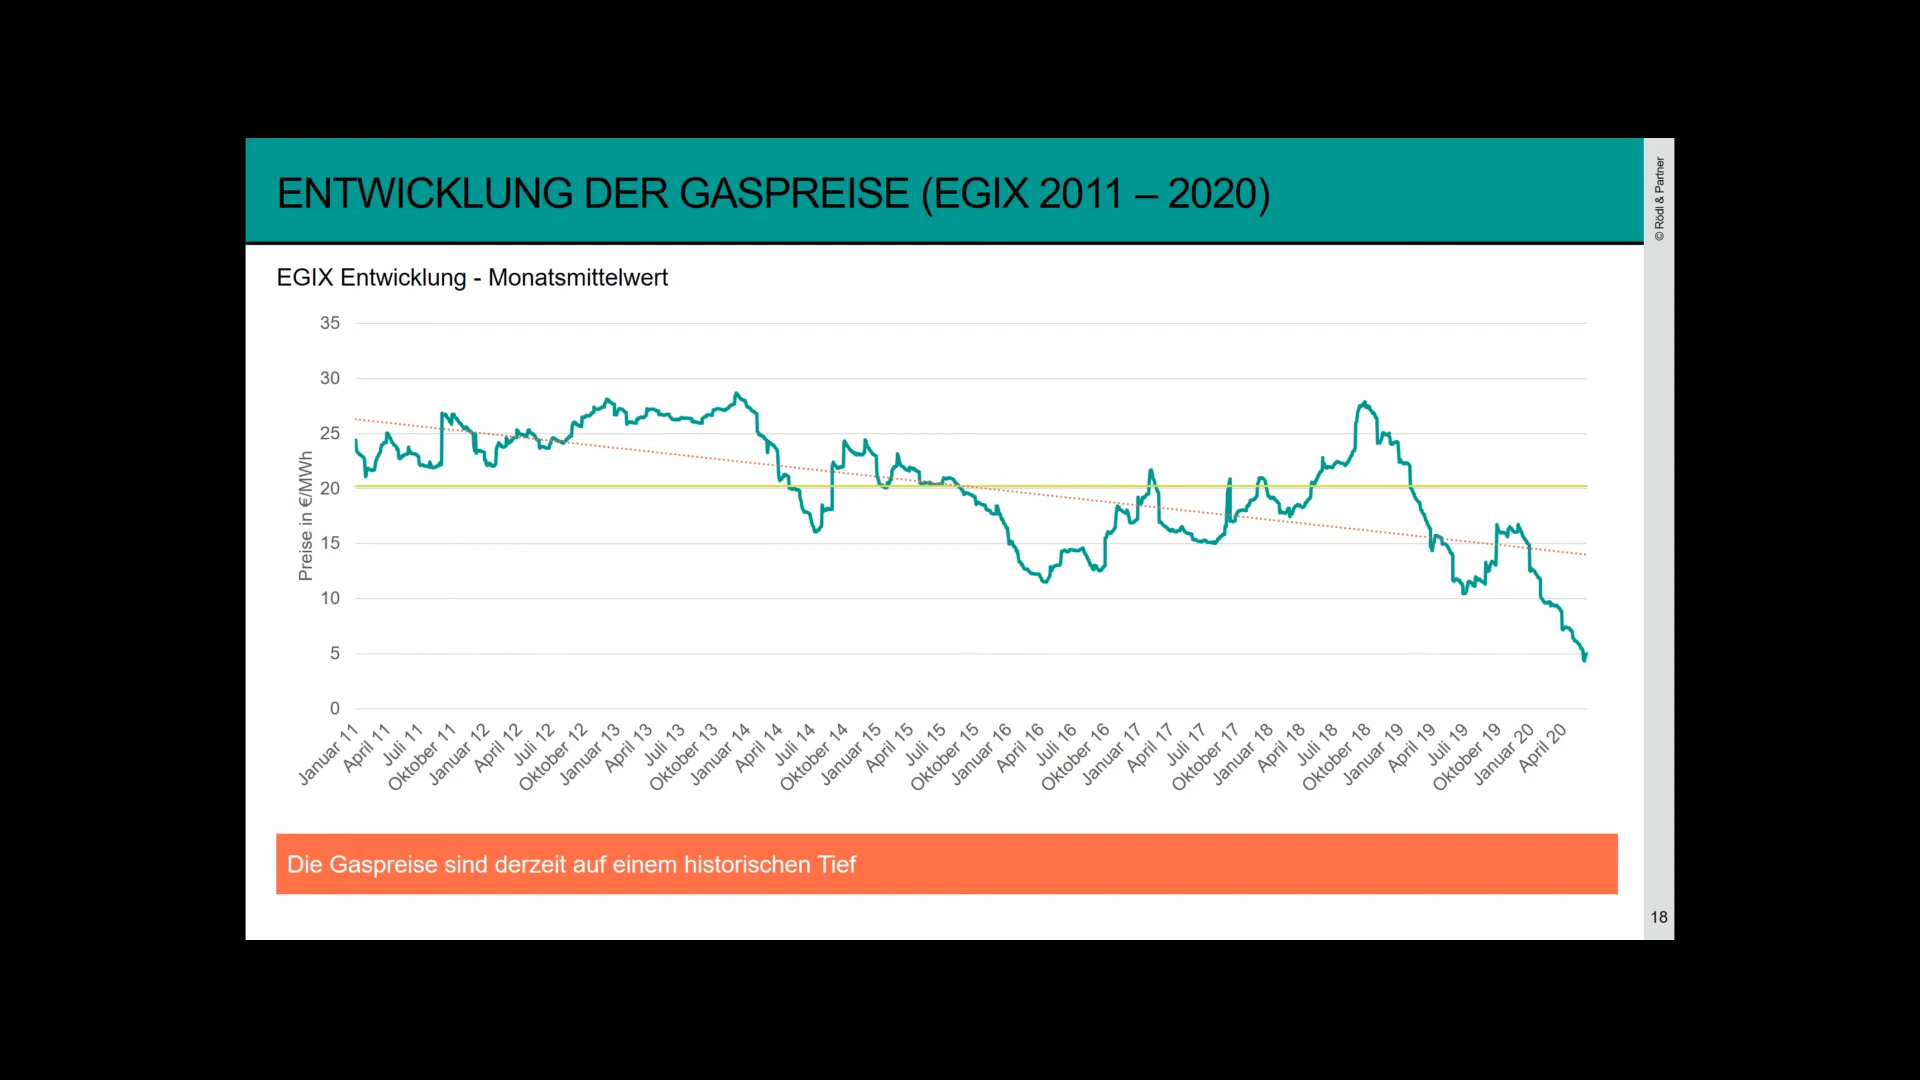 ENTWICKLUNG DER GASPREISE (EGIX 2011 – 2020)
© Rödl & Partner
EGIX Entwicklung - Monatsmittelwert
Preise in €/MWh
35
30
25
20
15
10
5
0
Januar 11
April 11
Juli 11
Oktober 11
Januar 12
April 12
Juli 12
Oktober 12
Januar 13
April 13
Juli 13
Oktober 13
Januar 14
April 14
Juli 14
Oktober 14
Januar 15
April 15
Juli 15
Oktober 15
Januar 16
April 16
Juli 16
Oktober 16
Januar 17
April 17
Juli 17
Oktober 17
Januar 18
April 18
Juli 18
Oktober 18
Januar 19
April 19
Juli 19
Oktober 19
Januar 20
April 20
Die Gaspreise sind derzeit auf einem historischen Tief
18